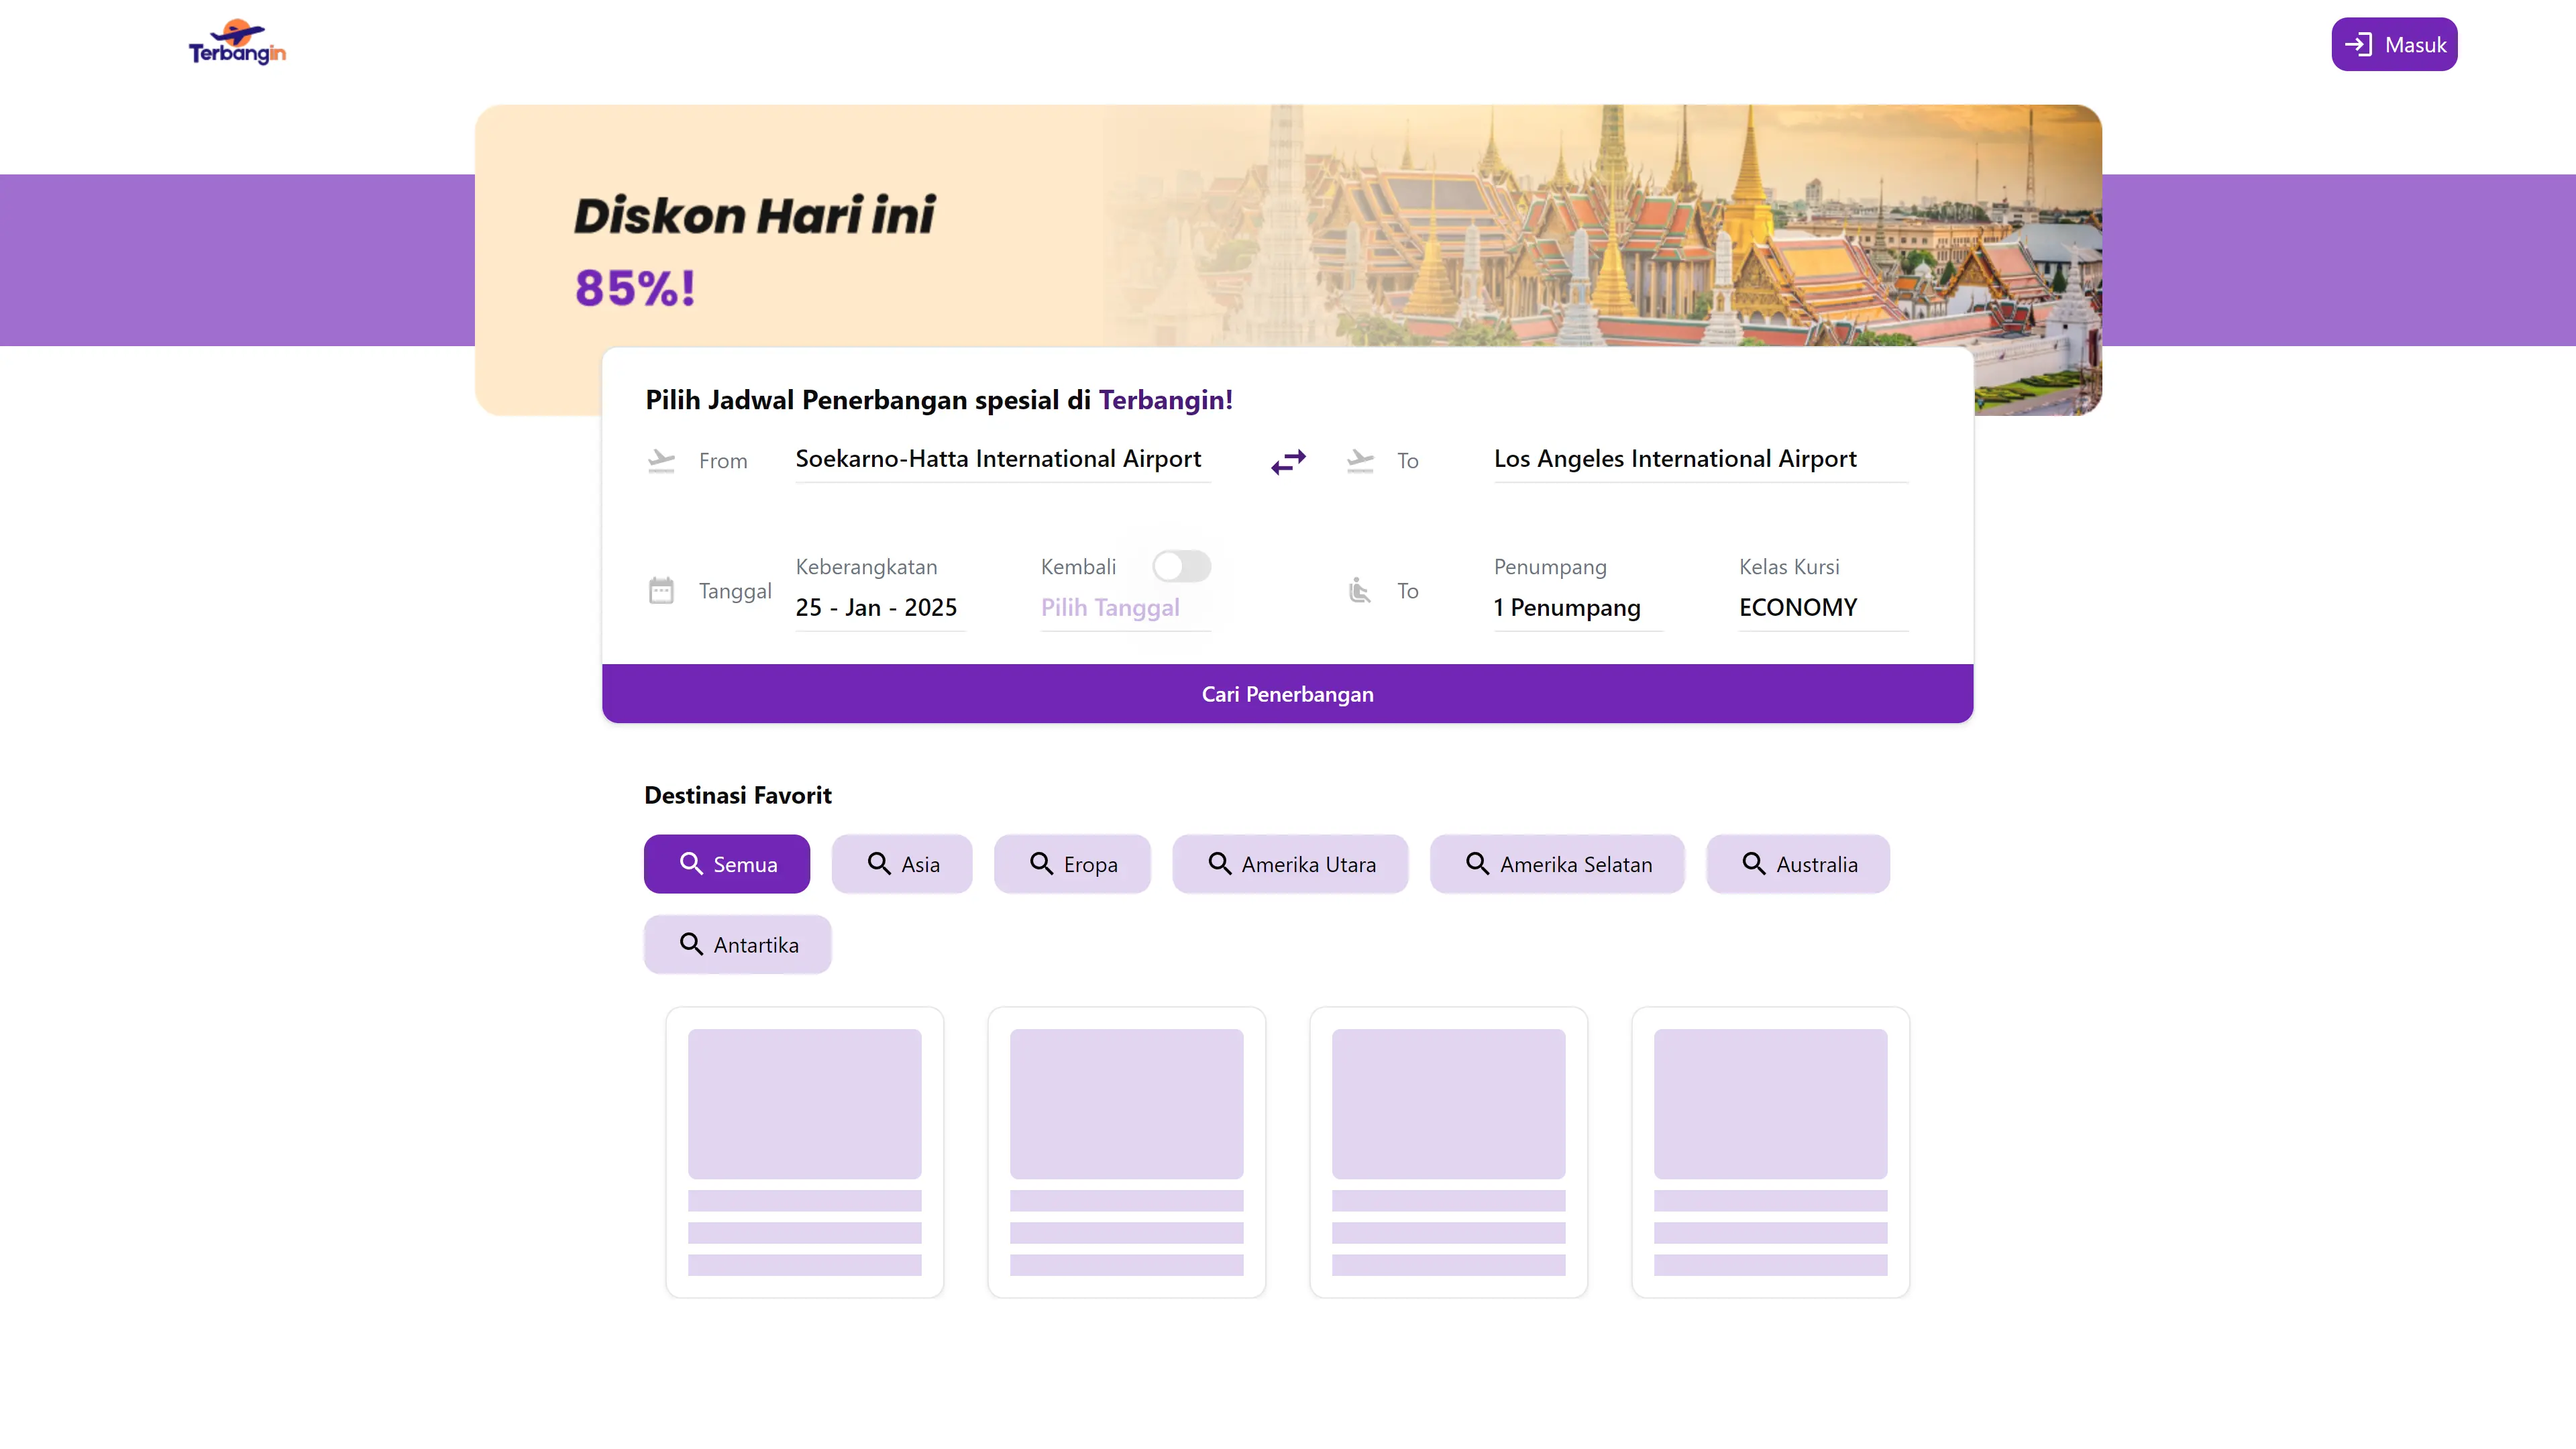 Terbangin
Masuk
Diskon Hari ini
85%!
Pilih Jadwal Penerbangan spesial di Terbangin!
From Soekarno-Hatta International Airport To Los Angeles International Airport
Keberangkatan Kembali Penumpang Kelas Kursi
Tanggal 25 - Jan - 2025 Pilih Tanggal To 1 Penumpang ECONOMY
Cari Penerbangan
Destinasi Favorit
Semua Asia Eropa Amerika Utara Amerika Selatan Australia
Antartika